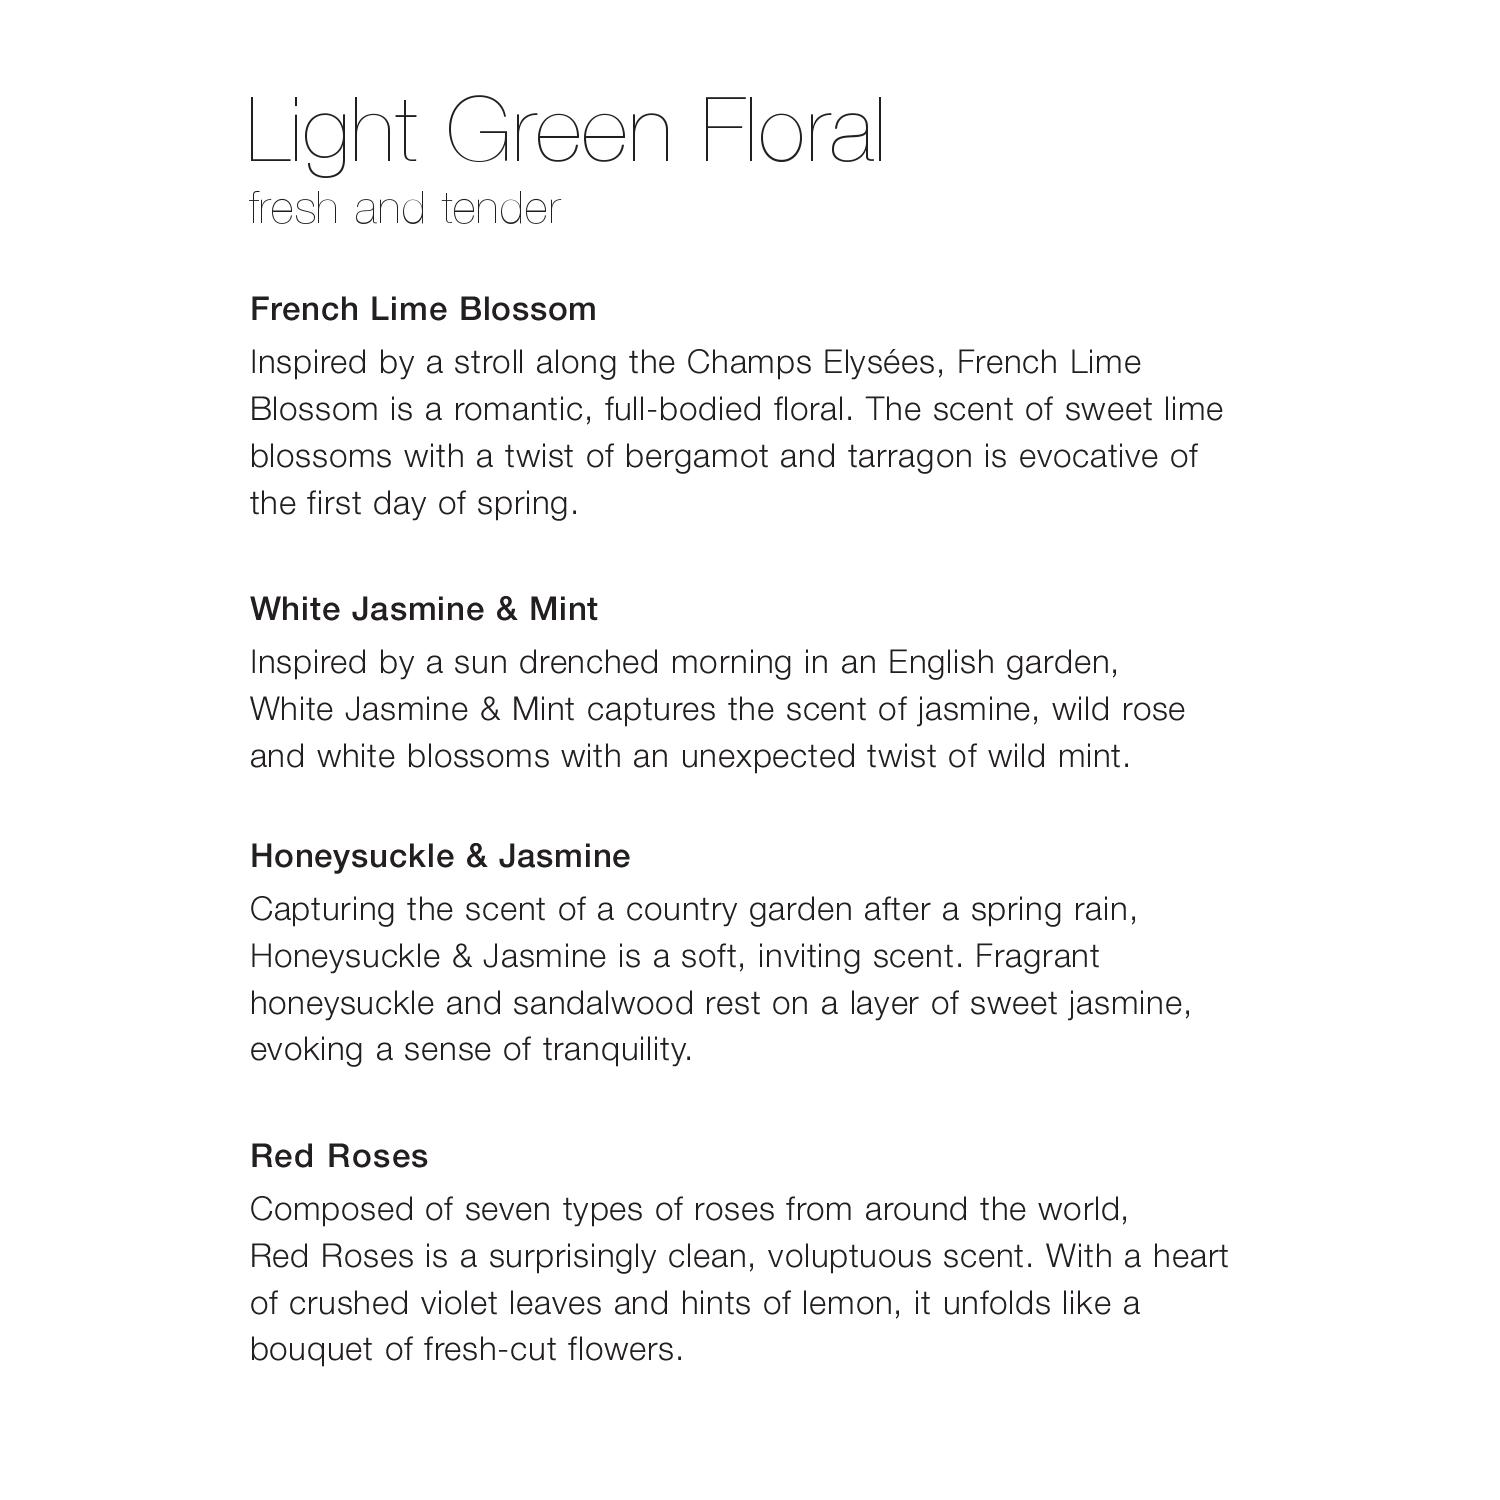 Light Green Floral
fresh and tender
French Lime Blossom
Inspired by a stroll along the Champs Elysées, French Lime
Blossom is a romantic, full-bodied floral. The scent of sweet lime
blossoms with a twist of bergamot and tarragon is evocative of
the first day of spring.
White Jasmine & Mint
Inspired by a sun drenched morning in an English garden,
White Jasmine & Mint captures the scent of jasmine, wild rose
and white blossoms with an unexpected twist of wild mint.
Honeysuckle & Jasmine
Capturing the scent of a country garden after a spring rain,
Honeysuckle & Jasmine is a soft, inviting scent. Fragrant
honeysuckle and sandalwood rest on a layer of sweet jasmine,
evoking a sense of tranquility.
Red Roses
Composed of seven types of roses from around the world,
Red Roses is a surprisingly clean, voluptuous scent. With a heart
of crushed violet leaves and hints of lemon, it unfolds like a
bouquet of fresh-cut flowers.